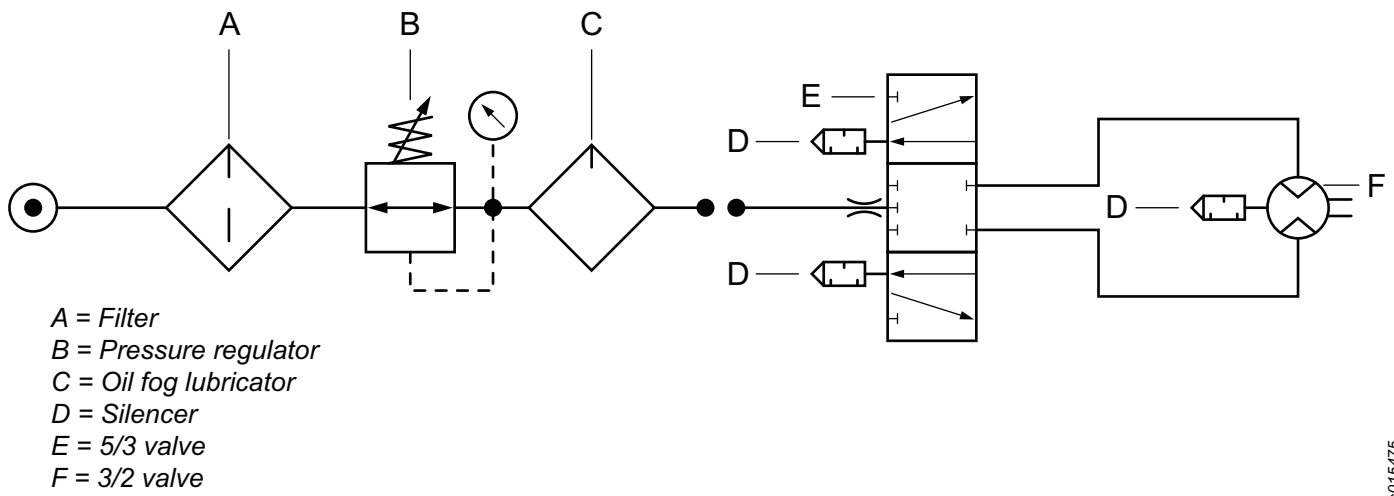 A
B
C
E
D
D
F
D
A = Filter
B = Pressure regulator
C = Oil fog lubricator
D = Silencer
E = 5/3 valve
F = 3/2 valve